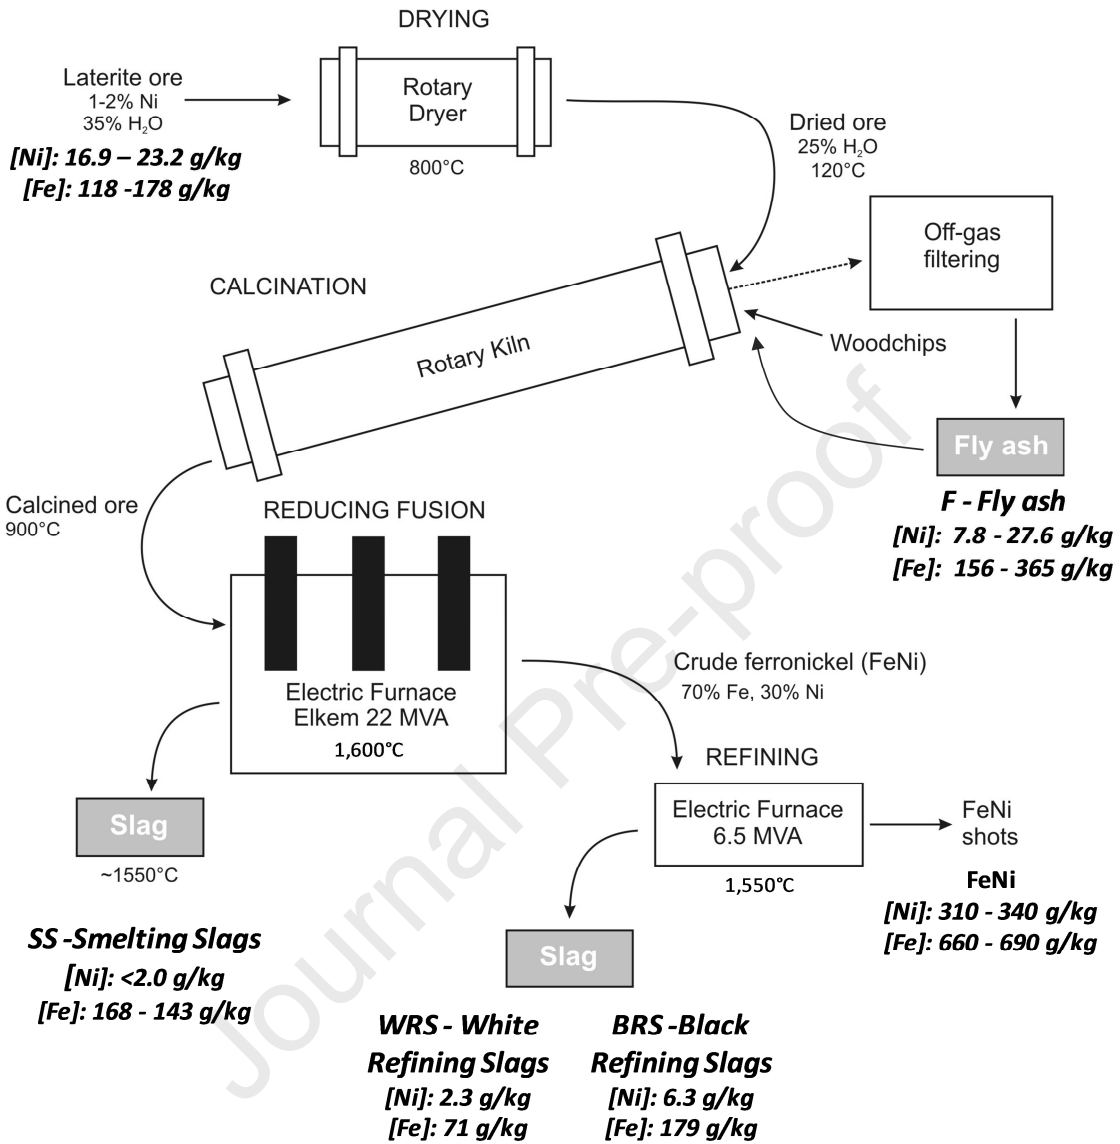 DRYING
Laterite ore
1-2% Ni
35% H₂O
[Ni]: 16.9 – 23.2 g/kg
[Fe]: 118 -178 g/kg
Rotary
Dryer
800°C
Dried ore
25% H₂O
120°C
Off-gas
filtering
CALCINATION
Rotary Kiln
Woodchips
Fly ash
F - Fly ash
[Ni]: 7.8 - 27.6 g/kg
[Fe]: 156 - 365 g/kg
Calcined ore
900°C
REDUCING FUSION
Electric Furnace
Elkem 22 MVA
1,600°C
Crude ferronickel (FeNi)
70% Fe, 30% Ni
REFINING
Electric Furnace
6.5 MVA
1,550°C
FeNi
shots
FeNi
[Ni]: 310 - 340 g/kg
[Fe]: 660 - 690 g/kg
Slag
~1550°C
SS -Smelting Slags
[Ni]: <2.0 g/kg
[Fe]: 168 - 143 g/kg
Slag
WRS - White
Refining Slags
[Ni]: 2.3 g/kg
[Fe]: 71 g/kg
BRS -Black
Refining Slags
[Ni]: 6.3 g/kg
[Fe]: 179 g/kg
Journal Pre-proof